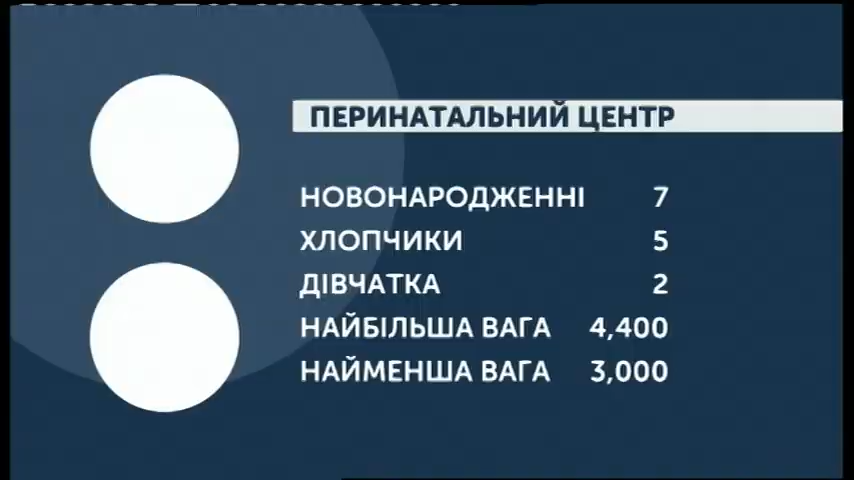 ПЕРИНАТАЛЬНИЙ ЦЕНТР
НОВОНАРОДЖЕННІ 7
ХЛОПЧИКИ 5
ДІВЧАТКА 2
НАЙБІЛЬША ВАГА 4,400
НАЙМЕНША ВАГА 3,000